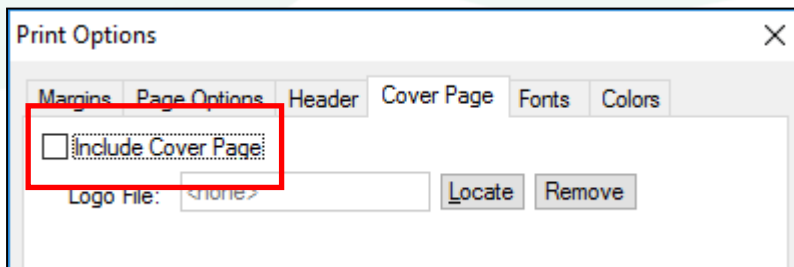 Print Options
Margins Page Options Header Cover Page Fonts Colors
Include Cover Page
Logo File: <none> Locate Remove